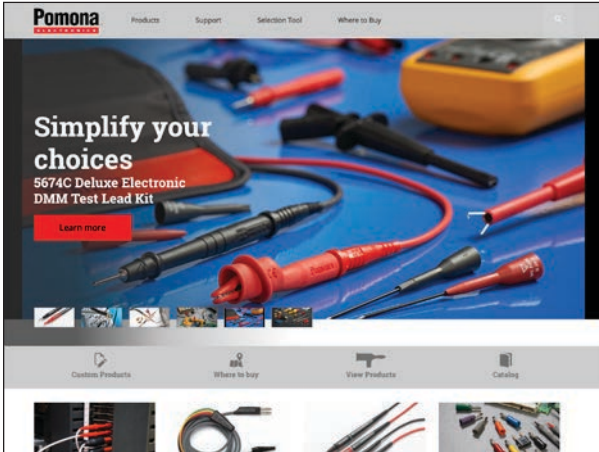 Pomona
ELECTRONICS
Products
Support
Selection Tool
Where to Buy
Simplify your
choices
5674C Deluxe Electronic
DMM Test Lead Kit
Learn more
Pomona
Custom Products
Where to buy
View Products
Catalog